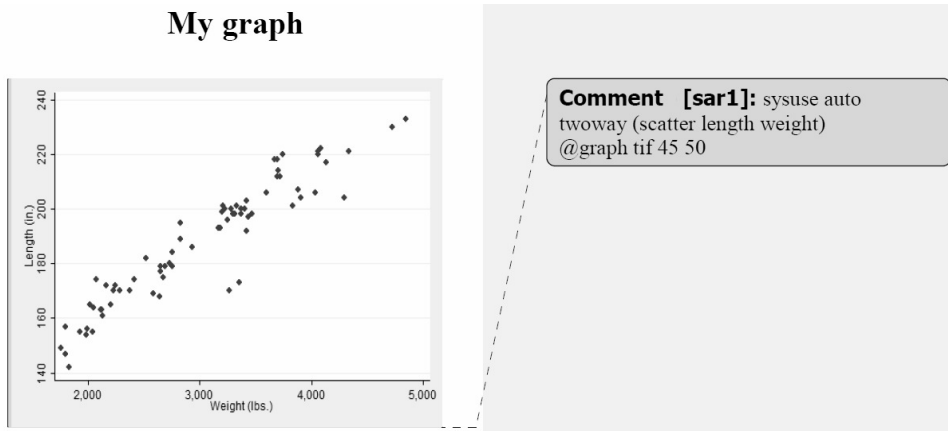 My graph
240
220
200
180
160
140
Length (in.)
2,000
3,000
4,000
5,000
Weight (lbs.)
Comment [sar1]: sysuse auto
twoway (scatter length weight)
@graph tif 45 50